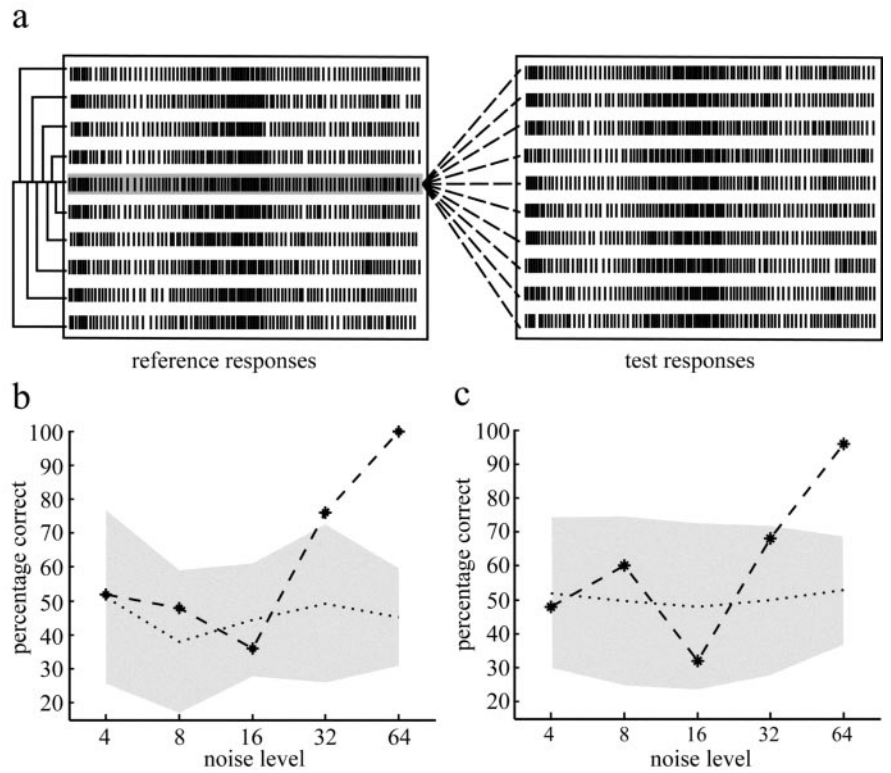 a
reference responses
test responses
b
100
90
80
70
60
50
40
30
20
percentage correct
4 8 16 32 64
noise level
c
100
90
80
70
60
50
40
30
20
percentage correct
4 8 16 32 64
noise level